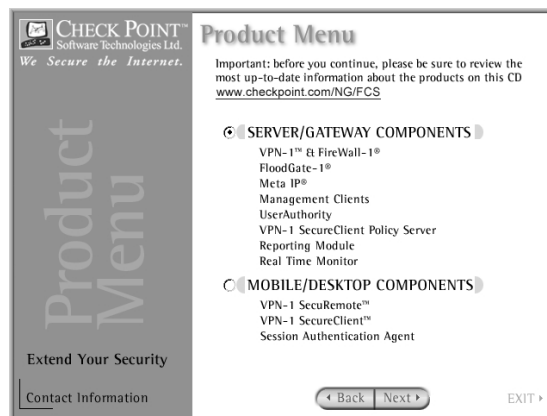 CHECK POINT™
Software Technologies Ltd.
We Secure the Internet.
Product Menu
Extend Your Security
Contact Information
Product Menu
Important: before you continue, please be sure to review the
most up-to-date information about the products on this CD
www.checkpoint.com/NG/FCS
SERVER/GATEWAY COMPONENTS
VPN-1™ & FireWall-1®
FloodGate-1®
Meta IP®
Management Clients
UserAuthority
VPN-1 SecureClient Policy Server
Reporting Module
Real Time Monitor
MOBILE/DESKTOP COMPONENTS
VPN-1 SecuRemote™
VPN-1 SecureClient™
Session Authentication Agent
Back Next
EXIT